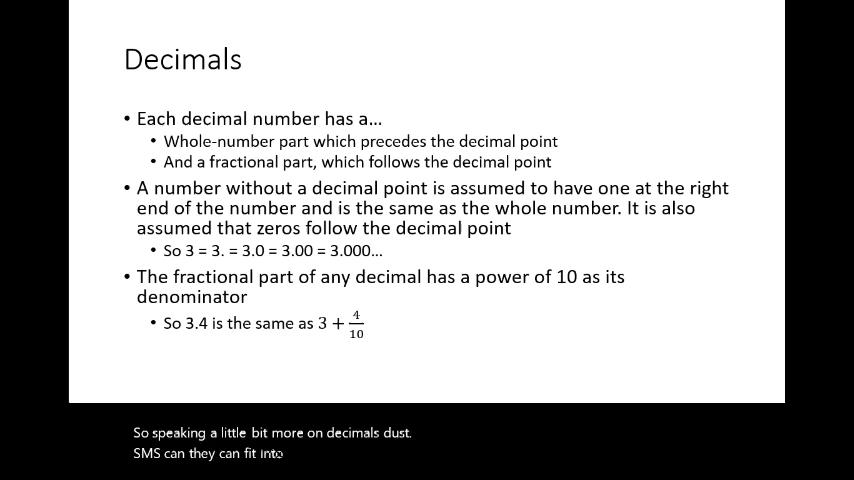 Decimals
• Each decimal number has a...
• Whole-number part which precedes the decimal point
• And a fractional part, which follows the decimal point
• A number without a decimal point is assumed to have one at the right
end of the number and is the same as the whole number. It is also
assumed that zeros follow the decimal point
• So 3 = 3. = 3.0 = 3.00 = 3.000...
• The fractional part of any decimal has a power of 10 as its
denominator
• So 3.4 is the same as 3 + 4/10
So speaking a little bit more on decimals dust.
SMS can they can fit into